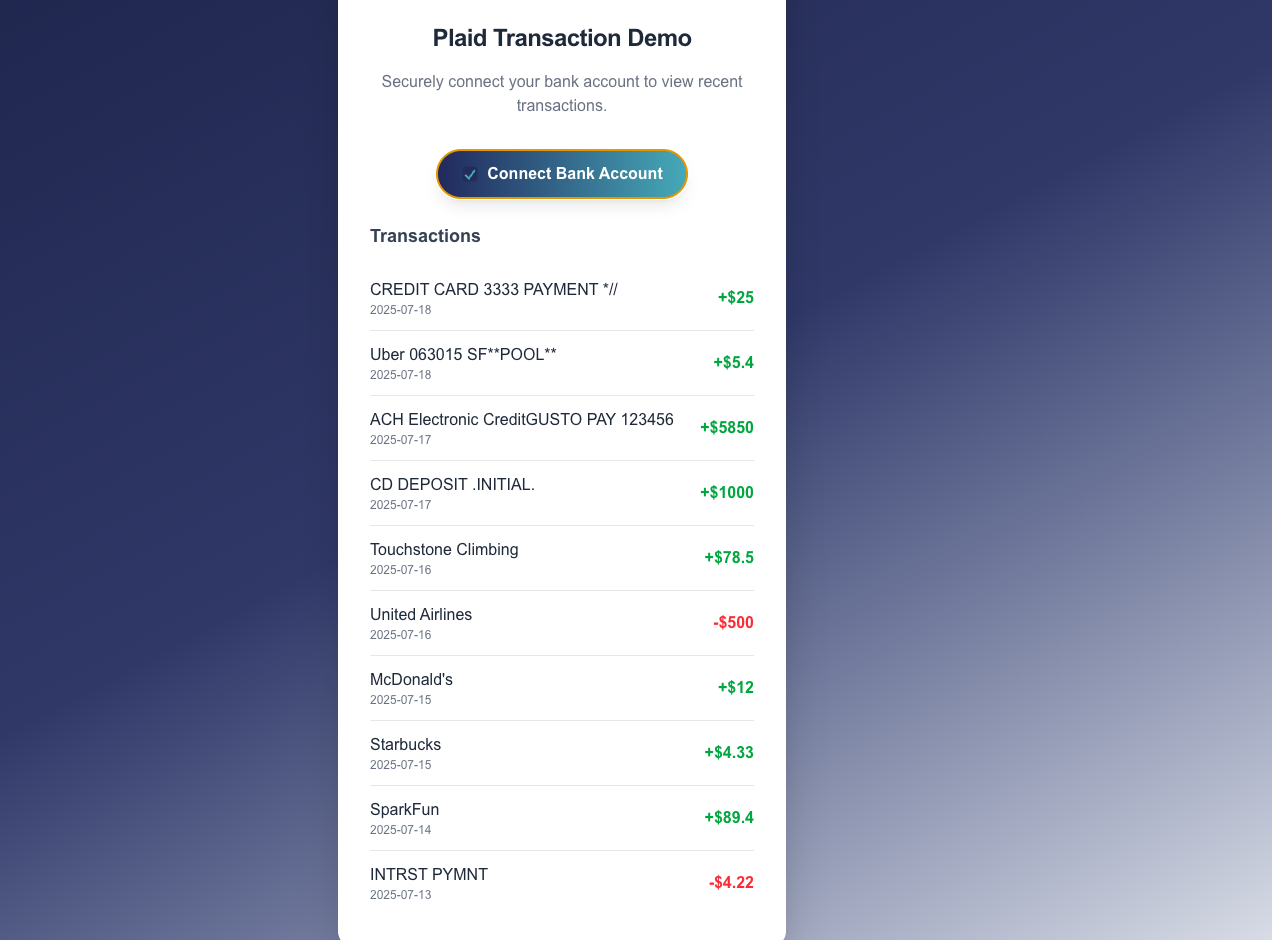 Plaid Transaction Demo
Securely connect your bank account to view recent
transactions.
Connect Bank Account
Transactions
CREDIT CARD 3333 PAYMENT *//
2025-07-18
+$25
Uber 063015 SF**POOL**
2025-07-18
+$5.4
ACH Electronic CreditGUSTO PAY 123456
2025-07-17
+$5850
CD DEPOSIT .INITIAL.
2025-07-17
+$1000
Touchstone Climbing
2025-07-16
+$78.5
United Airlines
2025-07-16
-$500
McDonald's
2025-07-15
+$12
Starbucks
2025-07-15
+$4.33
SparkFun
2025-07-14
+$89.4
INTRST PYMNT
2025-07-13
-$4.22